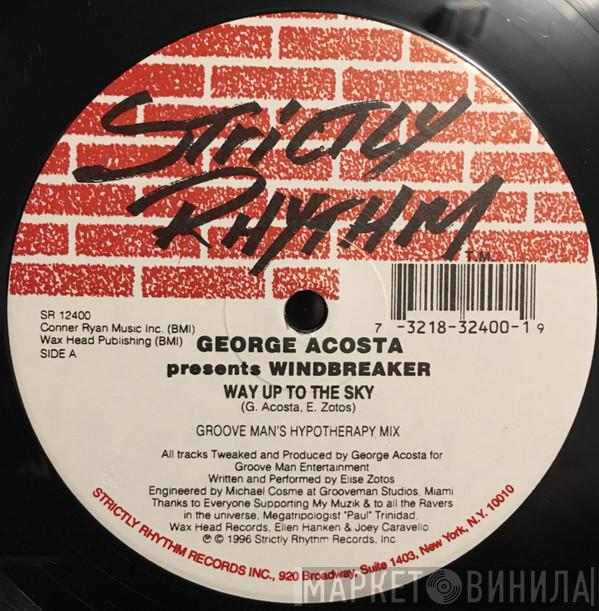 STRICTLY
RHYTHM
T.M.
7 -3218-32400-1 9
SR 12400
Conner Ryan Music Inc. (BMI)
Wax Head Publishing (BMI)
SIDE A
GEORGE ACOSTA
presents WINDBREAKER
WAY UP TO THE SKY
(G. Acosta, E. Zotos)
GROOVE MAN'S HYPOTHERAPY MIX
All tracks Tweaked and Produced by George Acosta for
Groove Man Entertainment
Written and Performed by Elise Zotos
Engineered by Michael Cosme at Grooveman Studios, Miami
Thanks to Everyone Supporting My Muzik & to all the Ravers
in the universe, Megatripologist "Paul" Trinidad,
Wax Head Records, Ellen Hanken & Joey Caravello.
℗ © 1996 Strictly Rhythm Records, Inc.
STRICTLY RHYTHM RECORDS INC., 920 Broadway, Suite 1403, New York, N.Y. 10010
МАРКЕТ ВИНИЛА